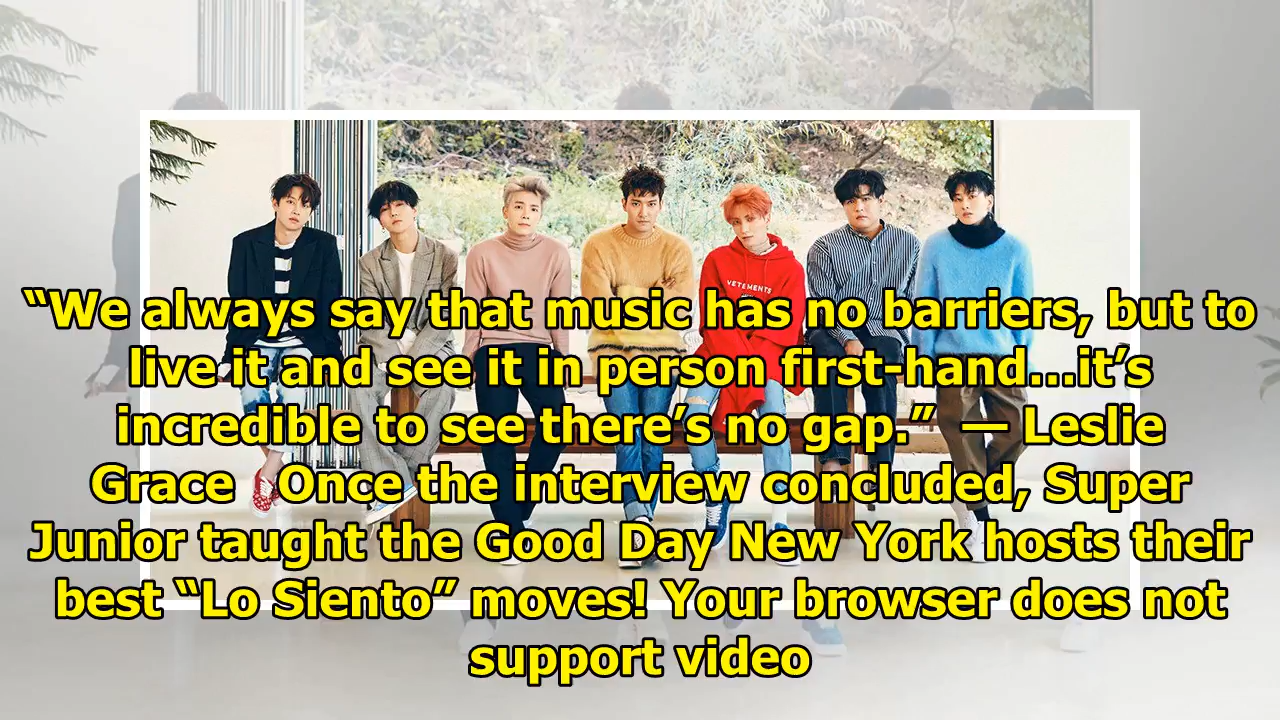 VETEMENTS
“We always say that music has no barriers, but to
live it and see it in person first-hand...it’s
incredible to see there’s no gap.” — Leslie
Grace Once the interview concluded, Super
Junior taught the Good Day New York hosts their
best “Lo Siento” moves! Your browser does not
support video